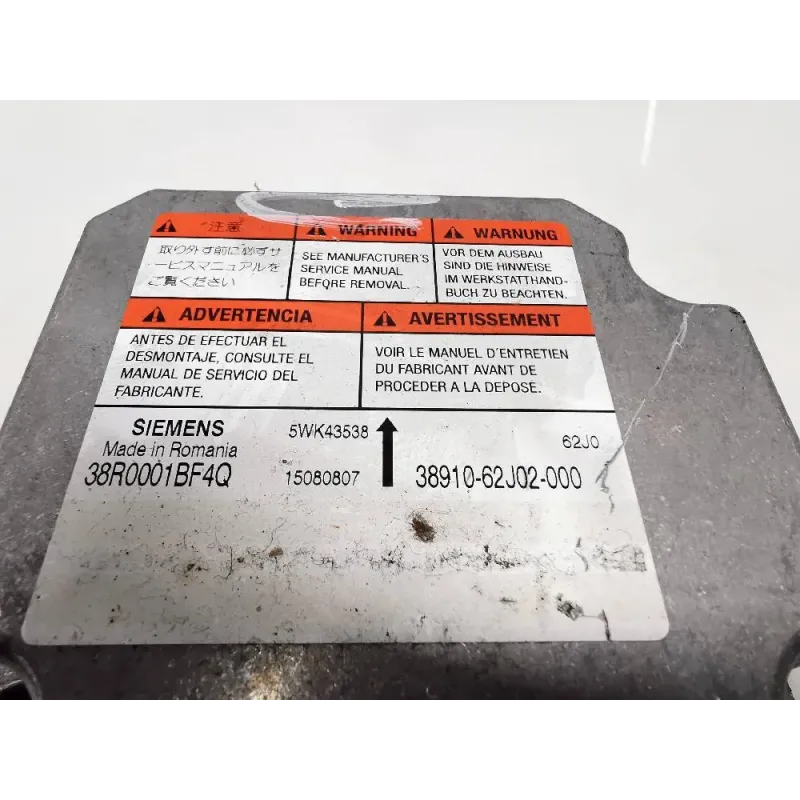 注意
取り外す前に必ずサ
ービスマニュアルを
ご覧ください
WARNING
SEE MANUFACTURER'S
SERVICE MANUAL
BEFORE REMOVAL.
WARNUNG
VOR DEM AUSBAU
SIND DIE HINWEISE
IM WERKSTATTHAND-
BUCH ZU BEACHTEN.
ADVERTENCIA
ANTES DE EFECTUAR EL
DESMONTAJE, CONSULTE EL
MANUAL DE SERVICIO DEL
FABRICANTE.
AVERTISSEMENT
VOIR LE MANUEL D'ENTRETIEN
DU FABRICANT AVANT DE
PROCEDER A LA DEPOSE.
SIEMENS 5WK43538 62J0
Made in Romania
38R0001BF4Q 15080807 38910-62J02-000